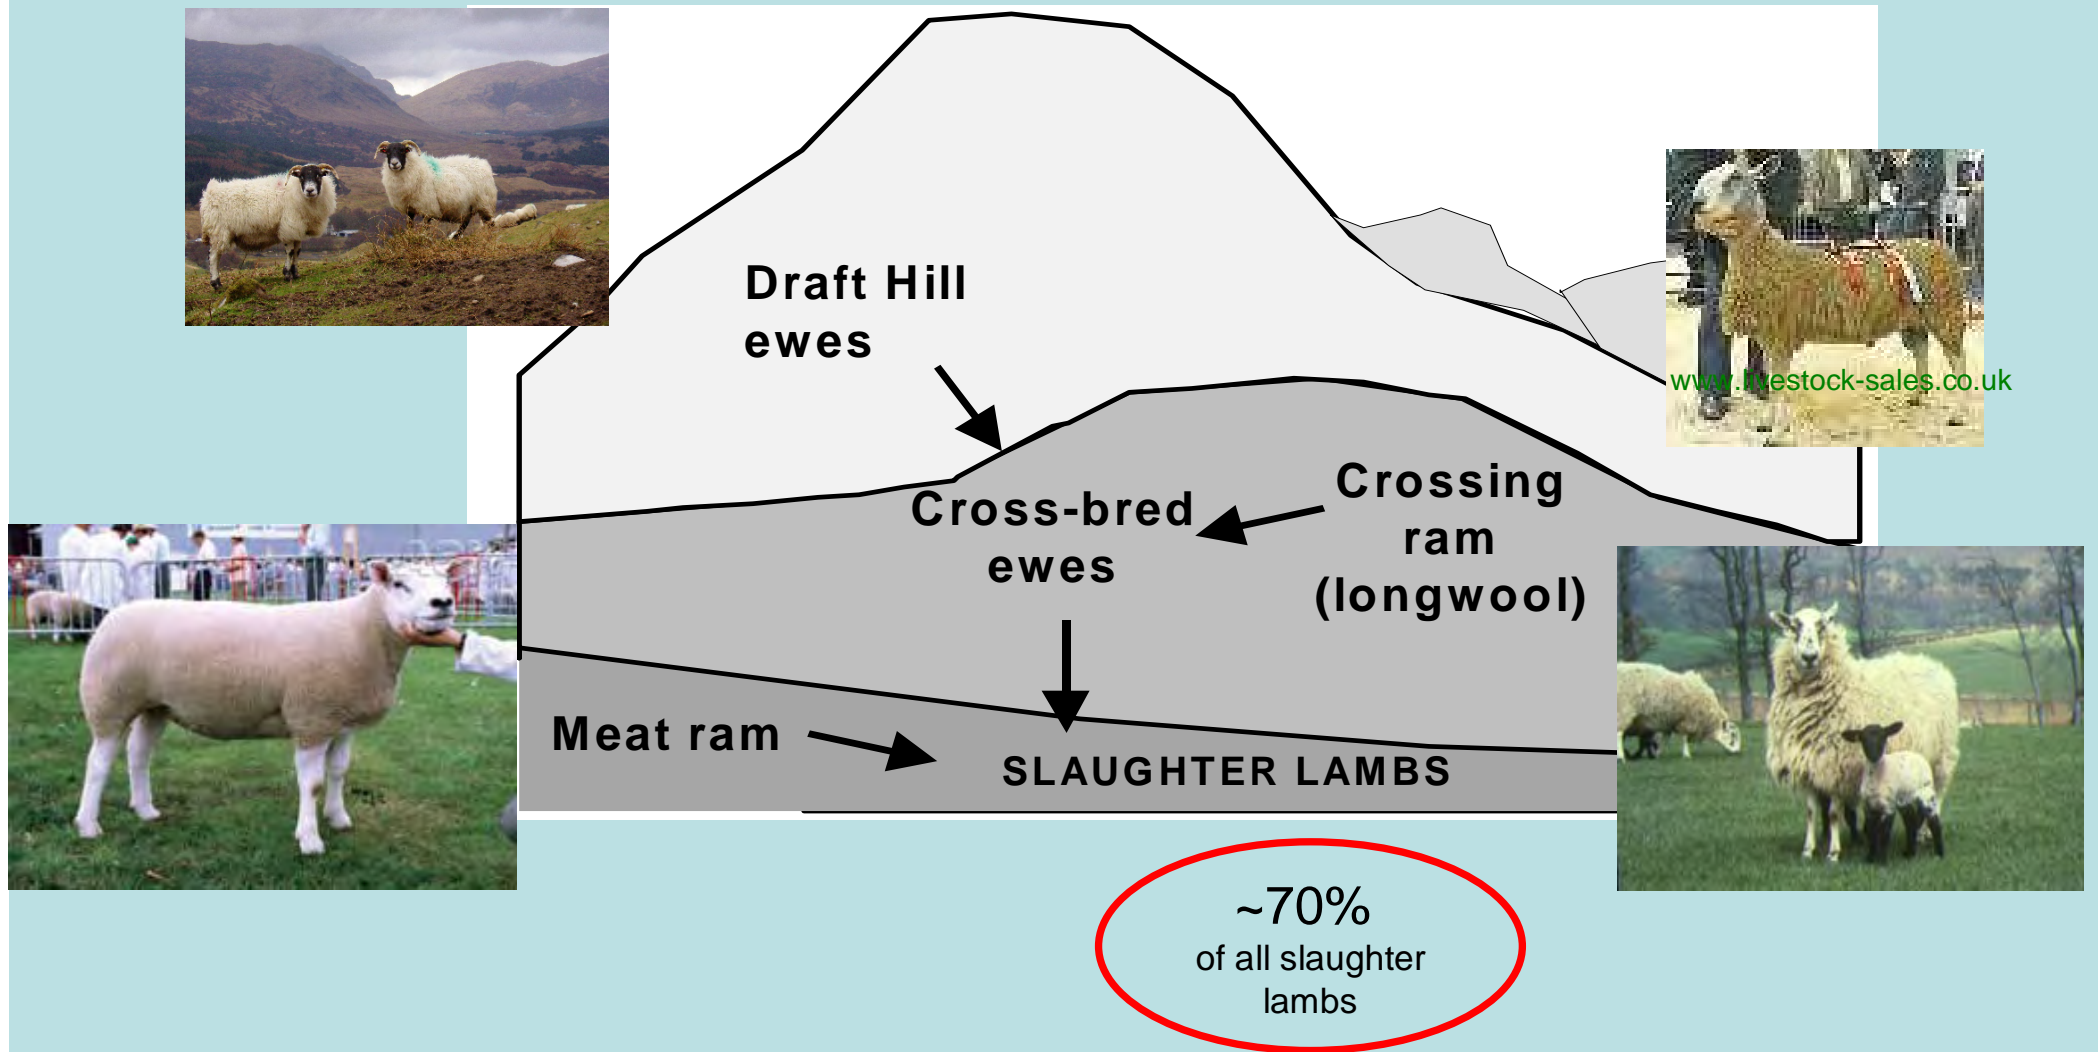 Draft Hill
ewes
www.livestock-sales.co.uk
Cross-bred
ewes
Crossing
ram
(longwool)
Meat ram
SLAUGHTER LAMBS
~70%
of all slaughter
lambs